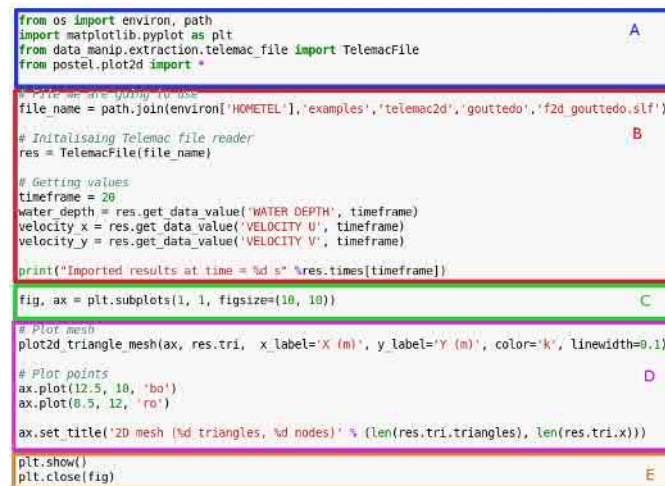 from os import environ, path
A
import matplotlib.pyplot as plt
from data_manip.extraction.telemac_file import TelemacFile
from postel.plot2d import *
# File we are going to use
file_name = path.join(environ['HOMETEL'],'examples','telemac2d','gouttedo','f2d_gouttedo.slf')
B
# Initalisaing Telemac file reader
res = TelemacFile(file_name)
# Getting values
timeframe = 20
water_depth = res.get_data_value('WATER DEPTH', timeframe)
velocity_x = res.get_data_value('VELOCITY U', timeframe)
velocity_y = res.get_data_value('VELOCITY V', timeframe)
print("Imported results at time = %d s" %res.times[timeframe])
fig, ax = plt.subplots(1, 1, figsize=(10, 10))
C
# Plot mesh
plot2d_triangle_mesh(ax, res.tri, x_label='X (m)', y_label='Y (m)', color='k', linewidth=0.1)
# Plot points
D
ax.plot(12.5, 10, 'bo')
ax.plot(8.5, 12, 'ro')
ax.set_title('2D mesh (%d triangles, %d nodes)' % (len(res.tri.triangles), len(res.tri.x)))
plt.show()
plt.close(fig)
E